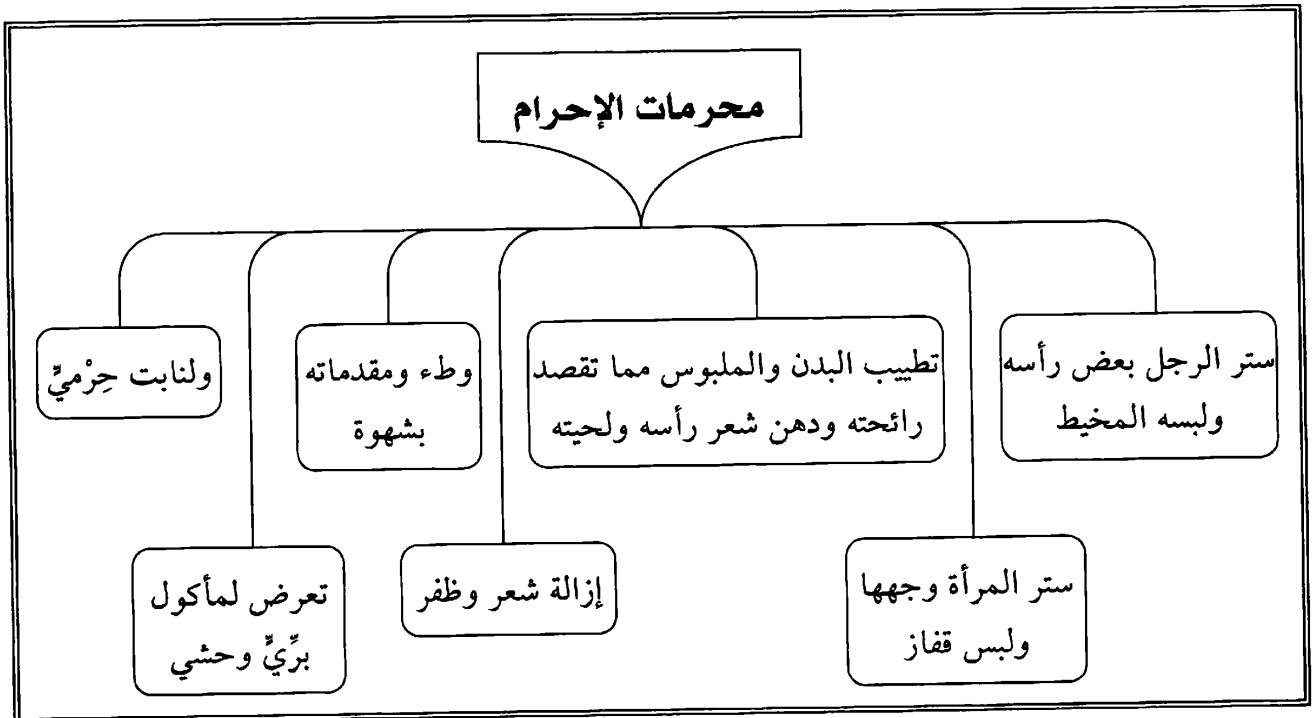 محرمات الإحرام
ستر الرجل بعض رأسه
ولبسه المخيط
ستر المرأة وجهها
ولبس قفاز
تطييب البدن والملبوس مما تقصد
رائحته ودهن شعر رأسه ولحيته
إزالة شعر وظفر
وطء ومقدماته
بشهوة
تعرض لمأكول
برِّيٍّ وحشي
ولنابت حِرْميٍّ